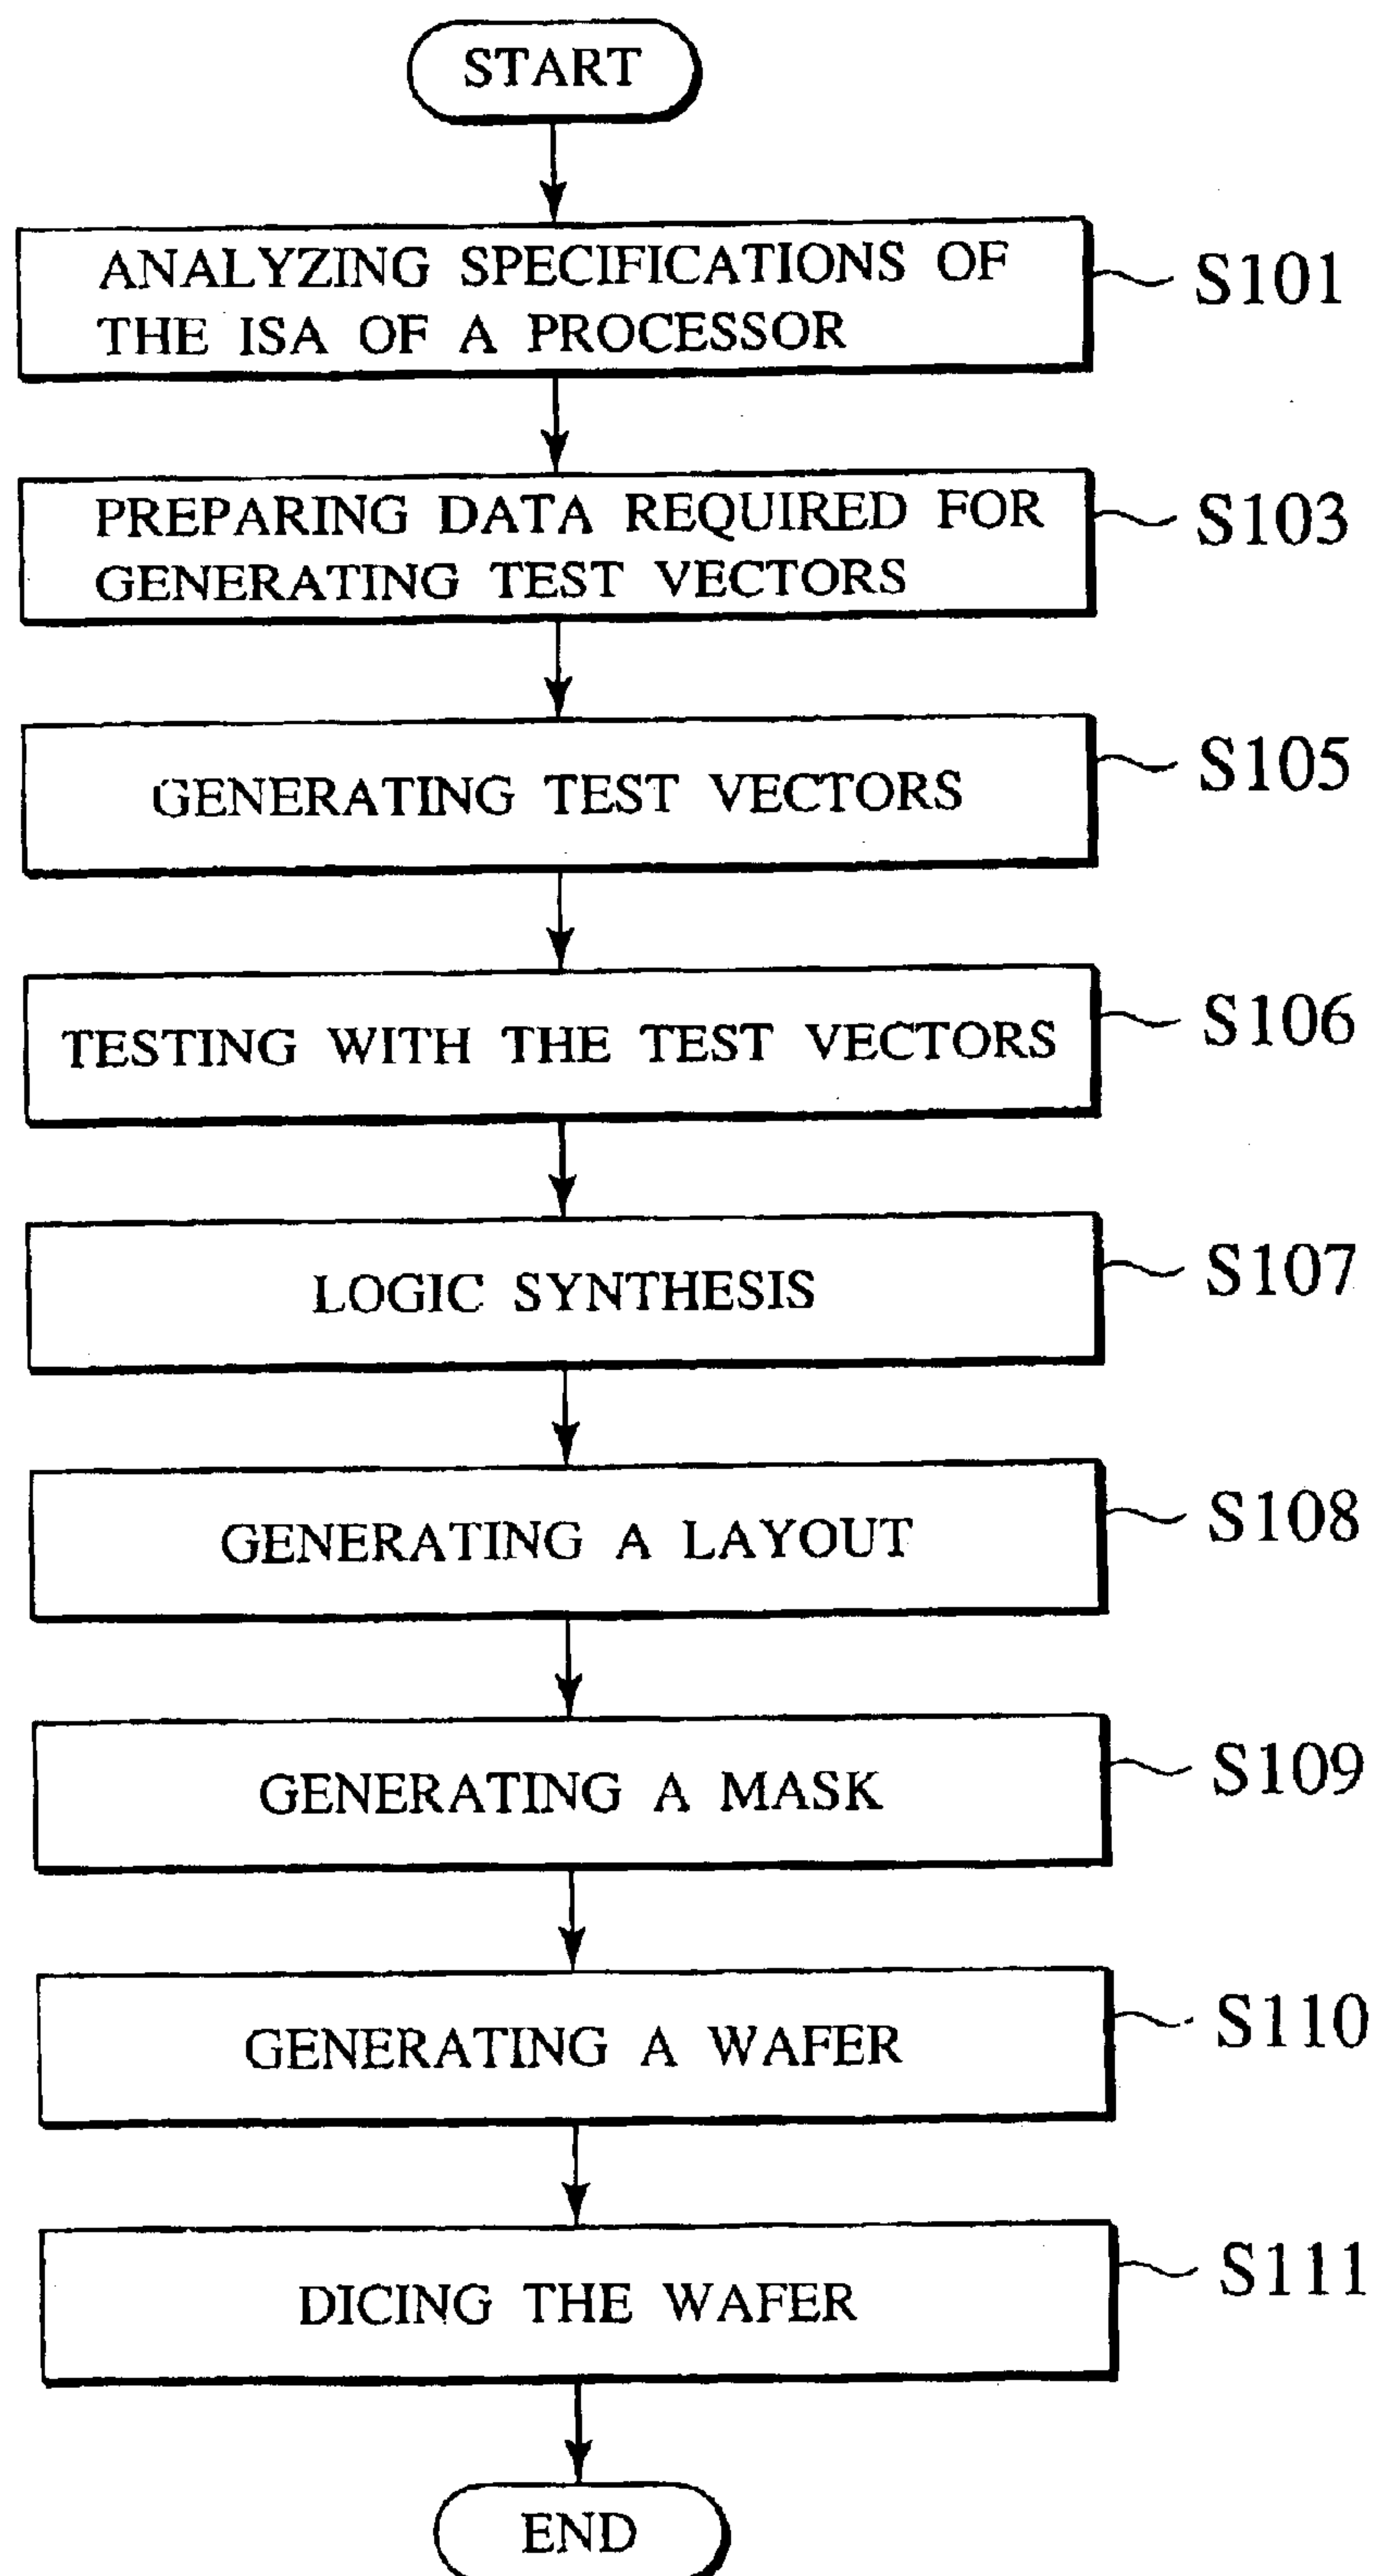 START
ANALYZING SPECIFICATIONS OF
THE ISA OF A PROCESSOR
S101
PREPARING DATA REQUIRED FOR
GENERATING TEST VECTORS
S103
GENERATING TEST VECTORS
S105
TESTING WITH THE TEST VECTORS
S106
LOGIC SYNTHESIS
S107
GENERATING A LAYOUT
S108
GENERATING A MASK
S109
GENERATING A WAFER
S110
DICING THE WAFER
S111
END